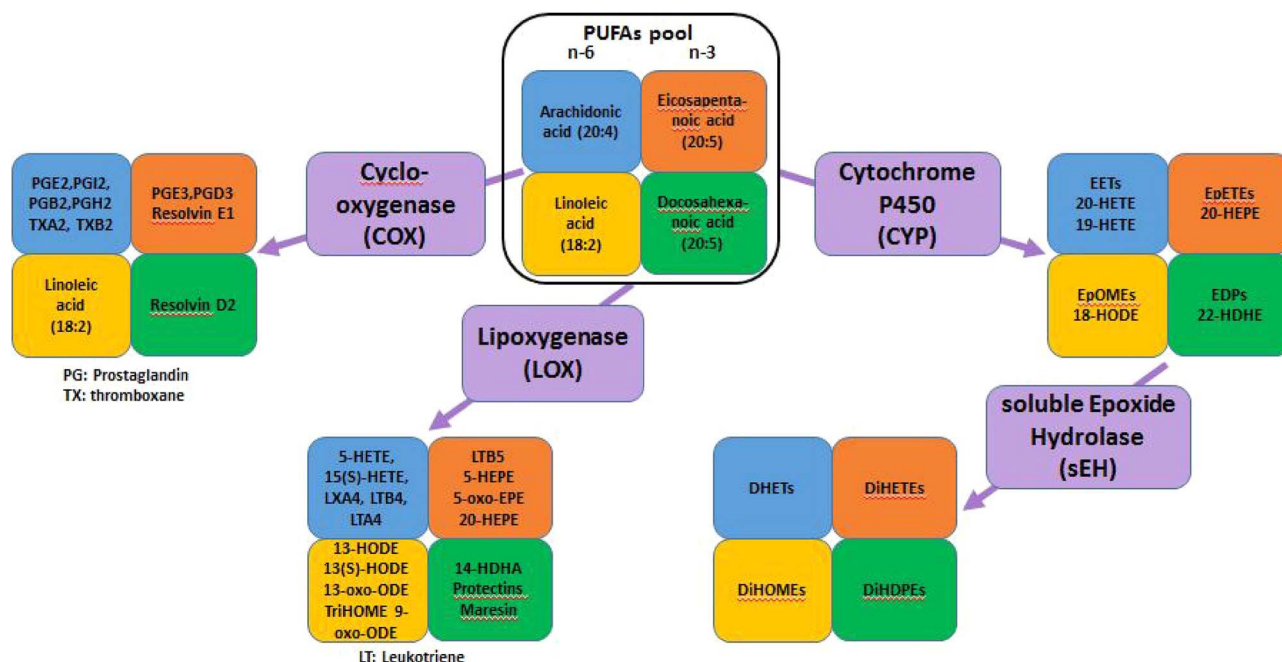 PUFAs pool
n-6 n-3
Arachidonic
acid (20:4)
Eicosapenta-
noic acid
(20:5)
Linoleic
acid
(18:2)
Docosahexa-
noic acid
(20:5)
Cyclo-
oxygenase
(COX)
Cytochrome
P450
(CYP)
PGE2,PGI2,
PGB2,PGH2
TXA2, TXB2
PGE3,PGD3
Resolvin E1
Linoleic
acid
(18:2)
Resolvin D2
PG: Prostaglandin
TX: thromboxane
EETs
20-HETE
19-HETE
EpETEs
20-HEPE
EpOMEs
18-HODE
EDPs
22-HDHE
Lipoxygenase
(LOX)
soluble Epoxide
Hydrolase
(sEH)
5-HETE,
15(S)-HETE,
LXA4, LTB4,
LTA4
LTB5
5-HEPE
5-oxo-EPE
20-HEPE
13-HODE
13(S)-HODE
13-oxo-ODE
TriHOME 9-
oxo-ODE
14-HDHA
Protectins
Maresin
LT: Leukotriene
DHETs
DiHETEs
DiHOMEs
DiHDPEs